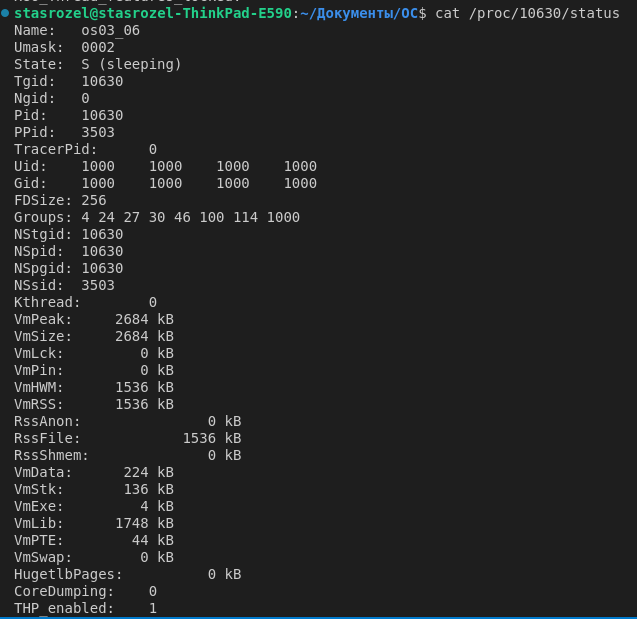 stasrozel@stasrozel-ThinkPad-E590:~/Документы/ОС$ cat /proc/10630/status
Name:   os03_06
Umask:  0002
State:  S (sleeping)
Tgid:   10630
Ngid:   0
Pid:    10630
PPid:   3503
TracerPid:      0
Uid:    1000    1000    1000    1000
Gid:    1000    1000    1000    1000
FDSize: 256
Groups: 4 24 27 30 46 100 114 1000
NStgid: 10630
NSpid:  10630
NSpgid: 10630
NSsid:  3503
Kthread:        0
VmPeak:     2684 kB
VmSize:     2684 kB
VmLck:         0 kB
VmPin:         0 kB
VmHWM:      1536 kB
VmRSS:      1536 kB
RssAnon:               0 kB
RssFile:            1536 kB
RssShmem:              0 kB
VmData:      224 kB
VmStk:       136 kB
VmExe:         4 kB
VmLib:      1748 kB
VmPTE:        44 kB
VmSwap:        0 kB
HugetlbPages:          0 kB
CoreDumping:    0
THP_enabled:    1